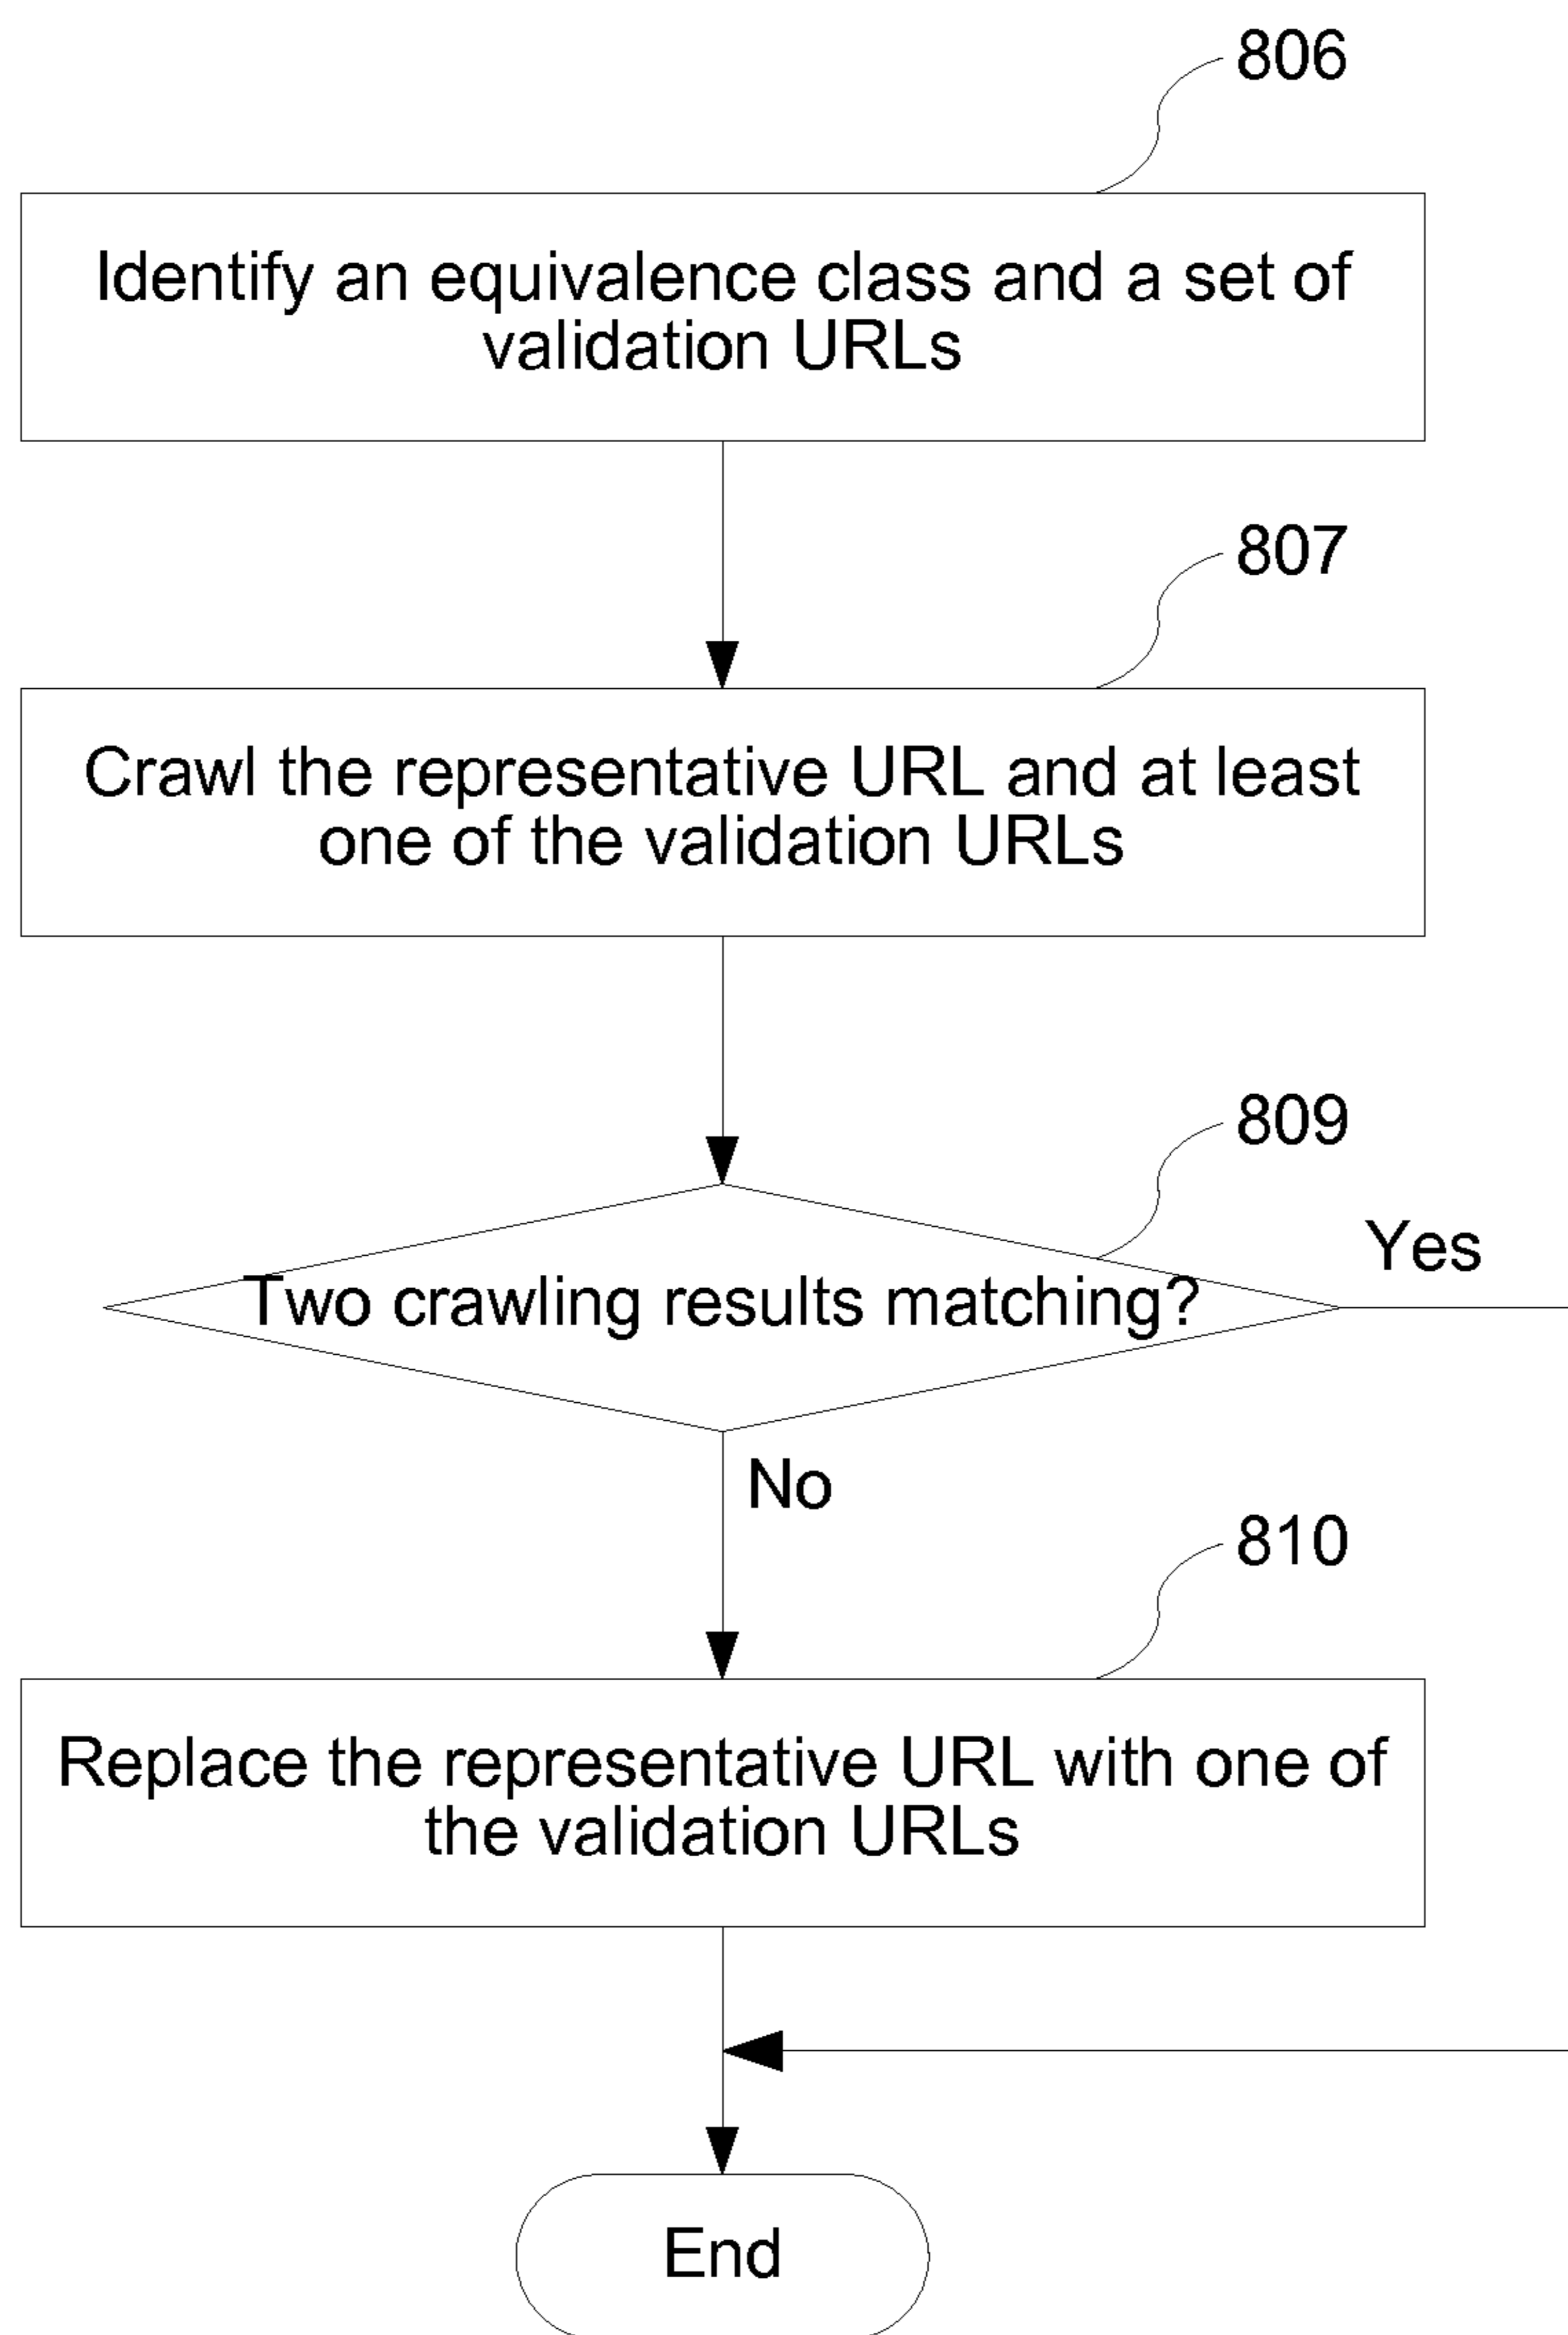 806
Identify an equivalence class and a set of
validation URLs
807
Crawl the representative URL and at least
one of the validation URLs
809
Yes
Two crawling results matching?
No
810
Replace the representative URL with one of
the validation URLs
End